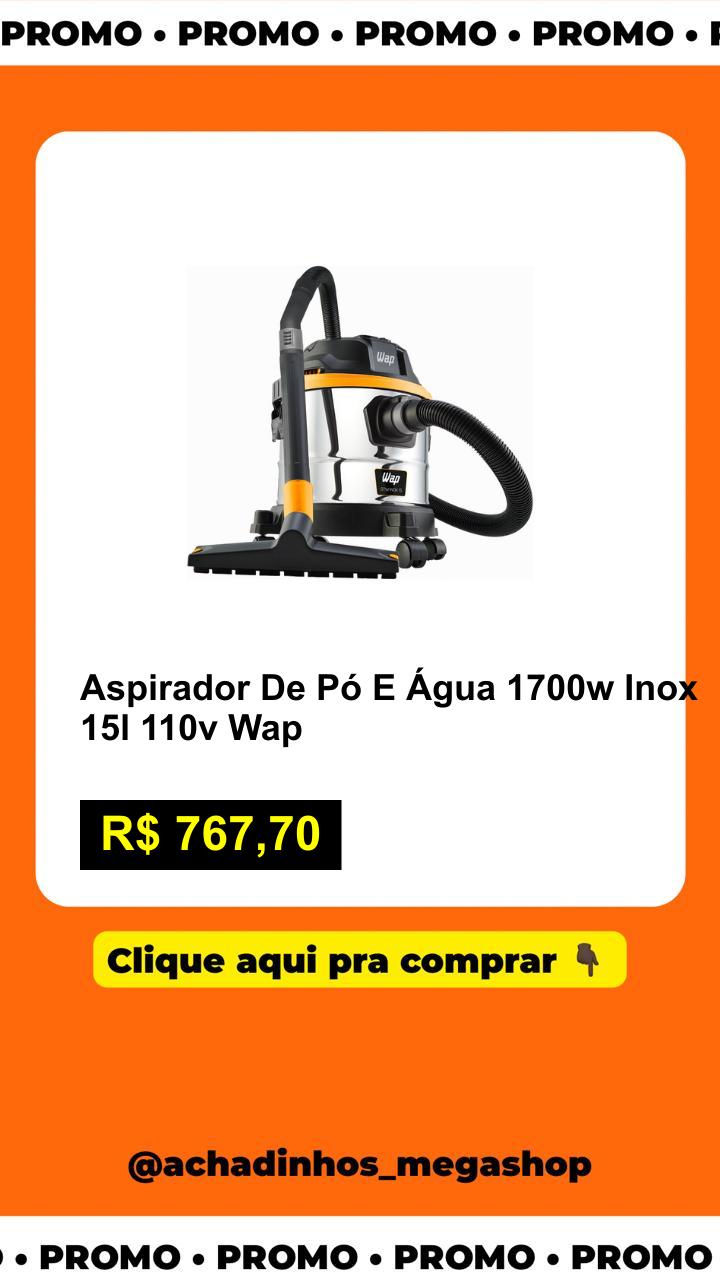 PROMO • PROMO • PROMO • PROMO •
Wap
Wap
Aspirador De Pó E Água 1700w Inox
15l 110v Wap
R$ 767,70
Clique aqui pra comprar 👇🏿
@achadinhos_megashop
• PROMO • PROMO • PROMO • PROMO